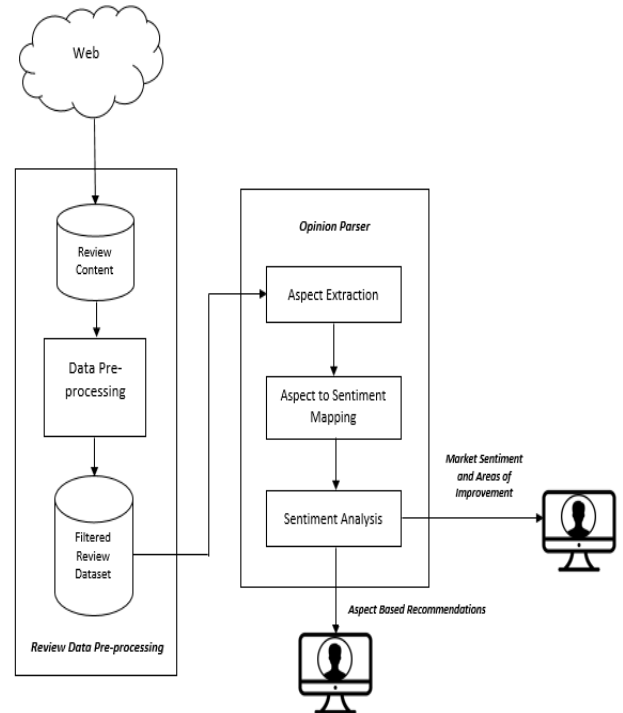 Web
Review
Content
Data Pre-
processing
Filtered
Review
Dataset
Review Data Pre-processing
Opinion Parser
Aspect Extraction
Aspect to Sentiment
Mapping
Sentiment Analysis
Market Sentiment
and Areas of
Improvement
Aspect Based Recommendations